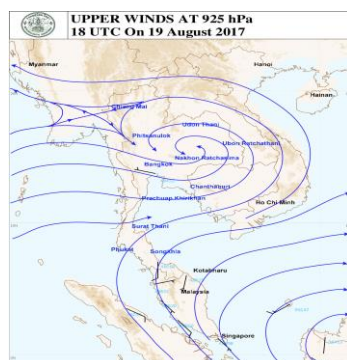 UPPER WINDS AT 925 hPa
18 UTC On 19 August 2017
Myanmar
Hanoi
Hainan
Chiang Mai
Udon Thani
Phitsanulok
Ubon Ratchathani
Nakhon Ratchasima
Bangkok
Chanthaburi
Prachuap Khirikhan
Ho Chi Minh
Surat Thani
Phuket
Songkhla
Kotabharu
Malaysia
Singapore